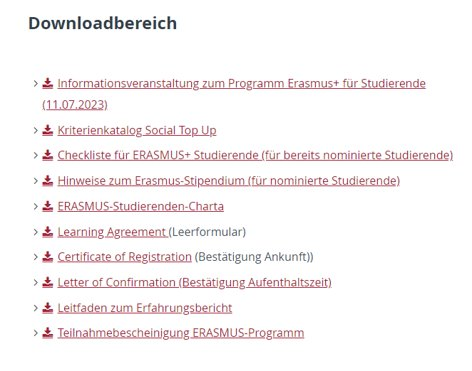 Downloadbereich
Informationsveranstaltung zum Programm Erasmus+ für Studierende
(11.07.2023)
Kriterienkatalog Social Top Up
Checkliste für ERASMUS+ Studierende (für bereits nominierte Studierende)
Hinweise zum Erasmus-Stipendium (für nominierte Studierende)
ERASMUS-Studierenden-Charta
Learning Agreement (Leerformular)
Certificate of Registration (Bestätigung Ankunft))
Letter of Confirmation (Bestätigung Aufenthaltszeit)
Leitfaden zum Erfahrungsbericht
Teilnahmebescheinigung ERASMUS-Programm